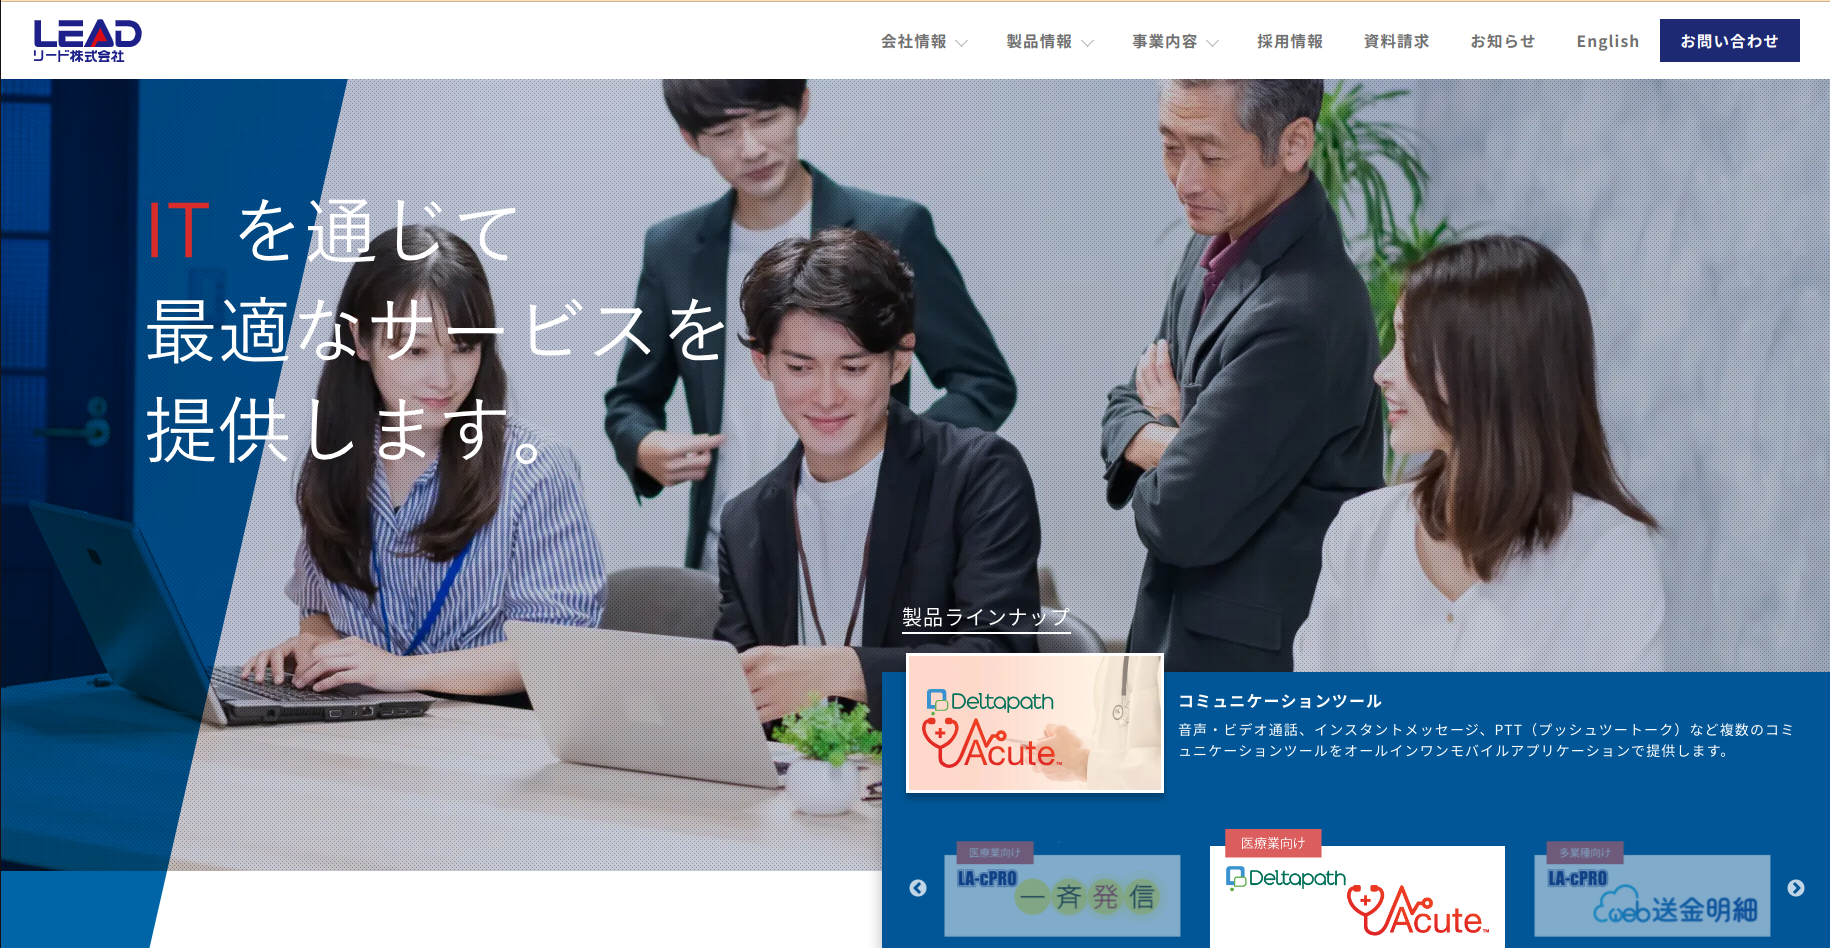 LEAD
リード株式会社
会社情報
製品情報
事業内容
採用情報
資料請求
お知らせ
English
お問い合わせ
IT を通じて
最適なサービスを
提供します。
製品ラインナップ
Deltapath
Acute™
コミュニケーションツール
音声・ビデオ通話、インスタントメッセージ、PTT（プッシュツートーク）など複数のコミ
ュニケーションツールをオールインワンモバイルアプリケーションで提供します。
医療業向け
LA-cPRO
一斉発信
医療業向け
Deltapath
Acute™
多業種向け
LA-cPRO
web送金明細